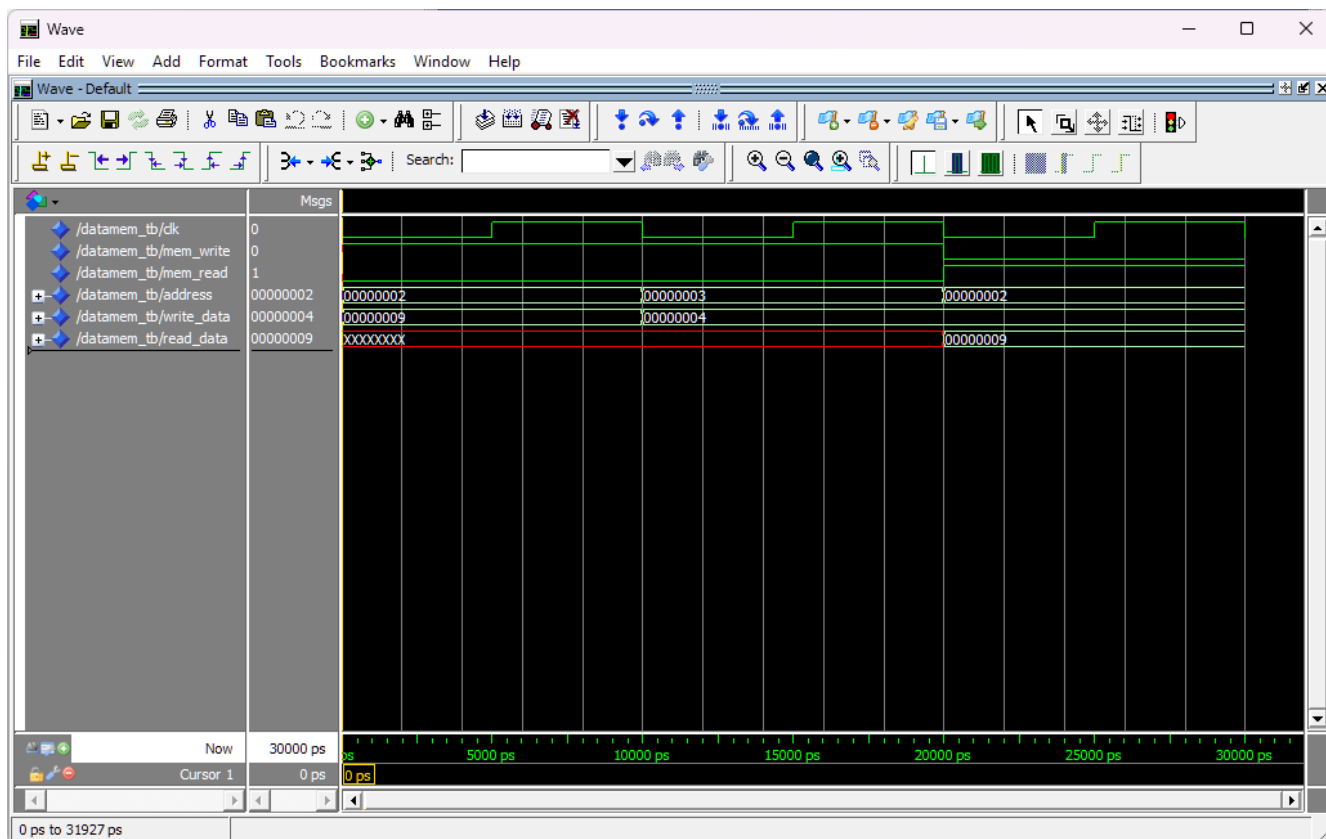 Wave
File Edit View Add Format Tools Bookmarks Window Help
Wave - Default
Search:
Msgs
/datamem_tb/clk 0
/datamem_tb/mem_write 0
/datamem_tb/mem_read 1
/datamem_tb/address 00000002 00000002 00000003 00000002
/datamem_tb/write_data 00000004 00000009 00000004
/datamem_tb/read_data 00000009 XXXXXXXX 00000009
Now 30000 ps ps 5000 ps 10000 ps 15000 ps 20000 ps 25000 ps 30000 ps
Cursor 1 0 ps 0 ps
0 ps to 31927 ps